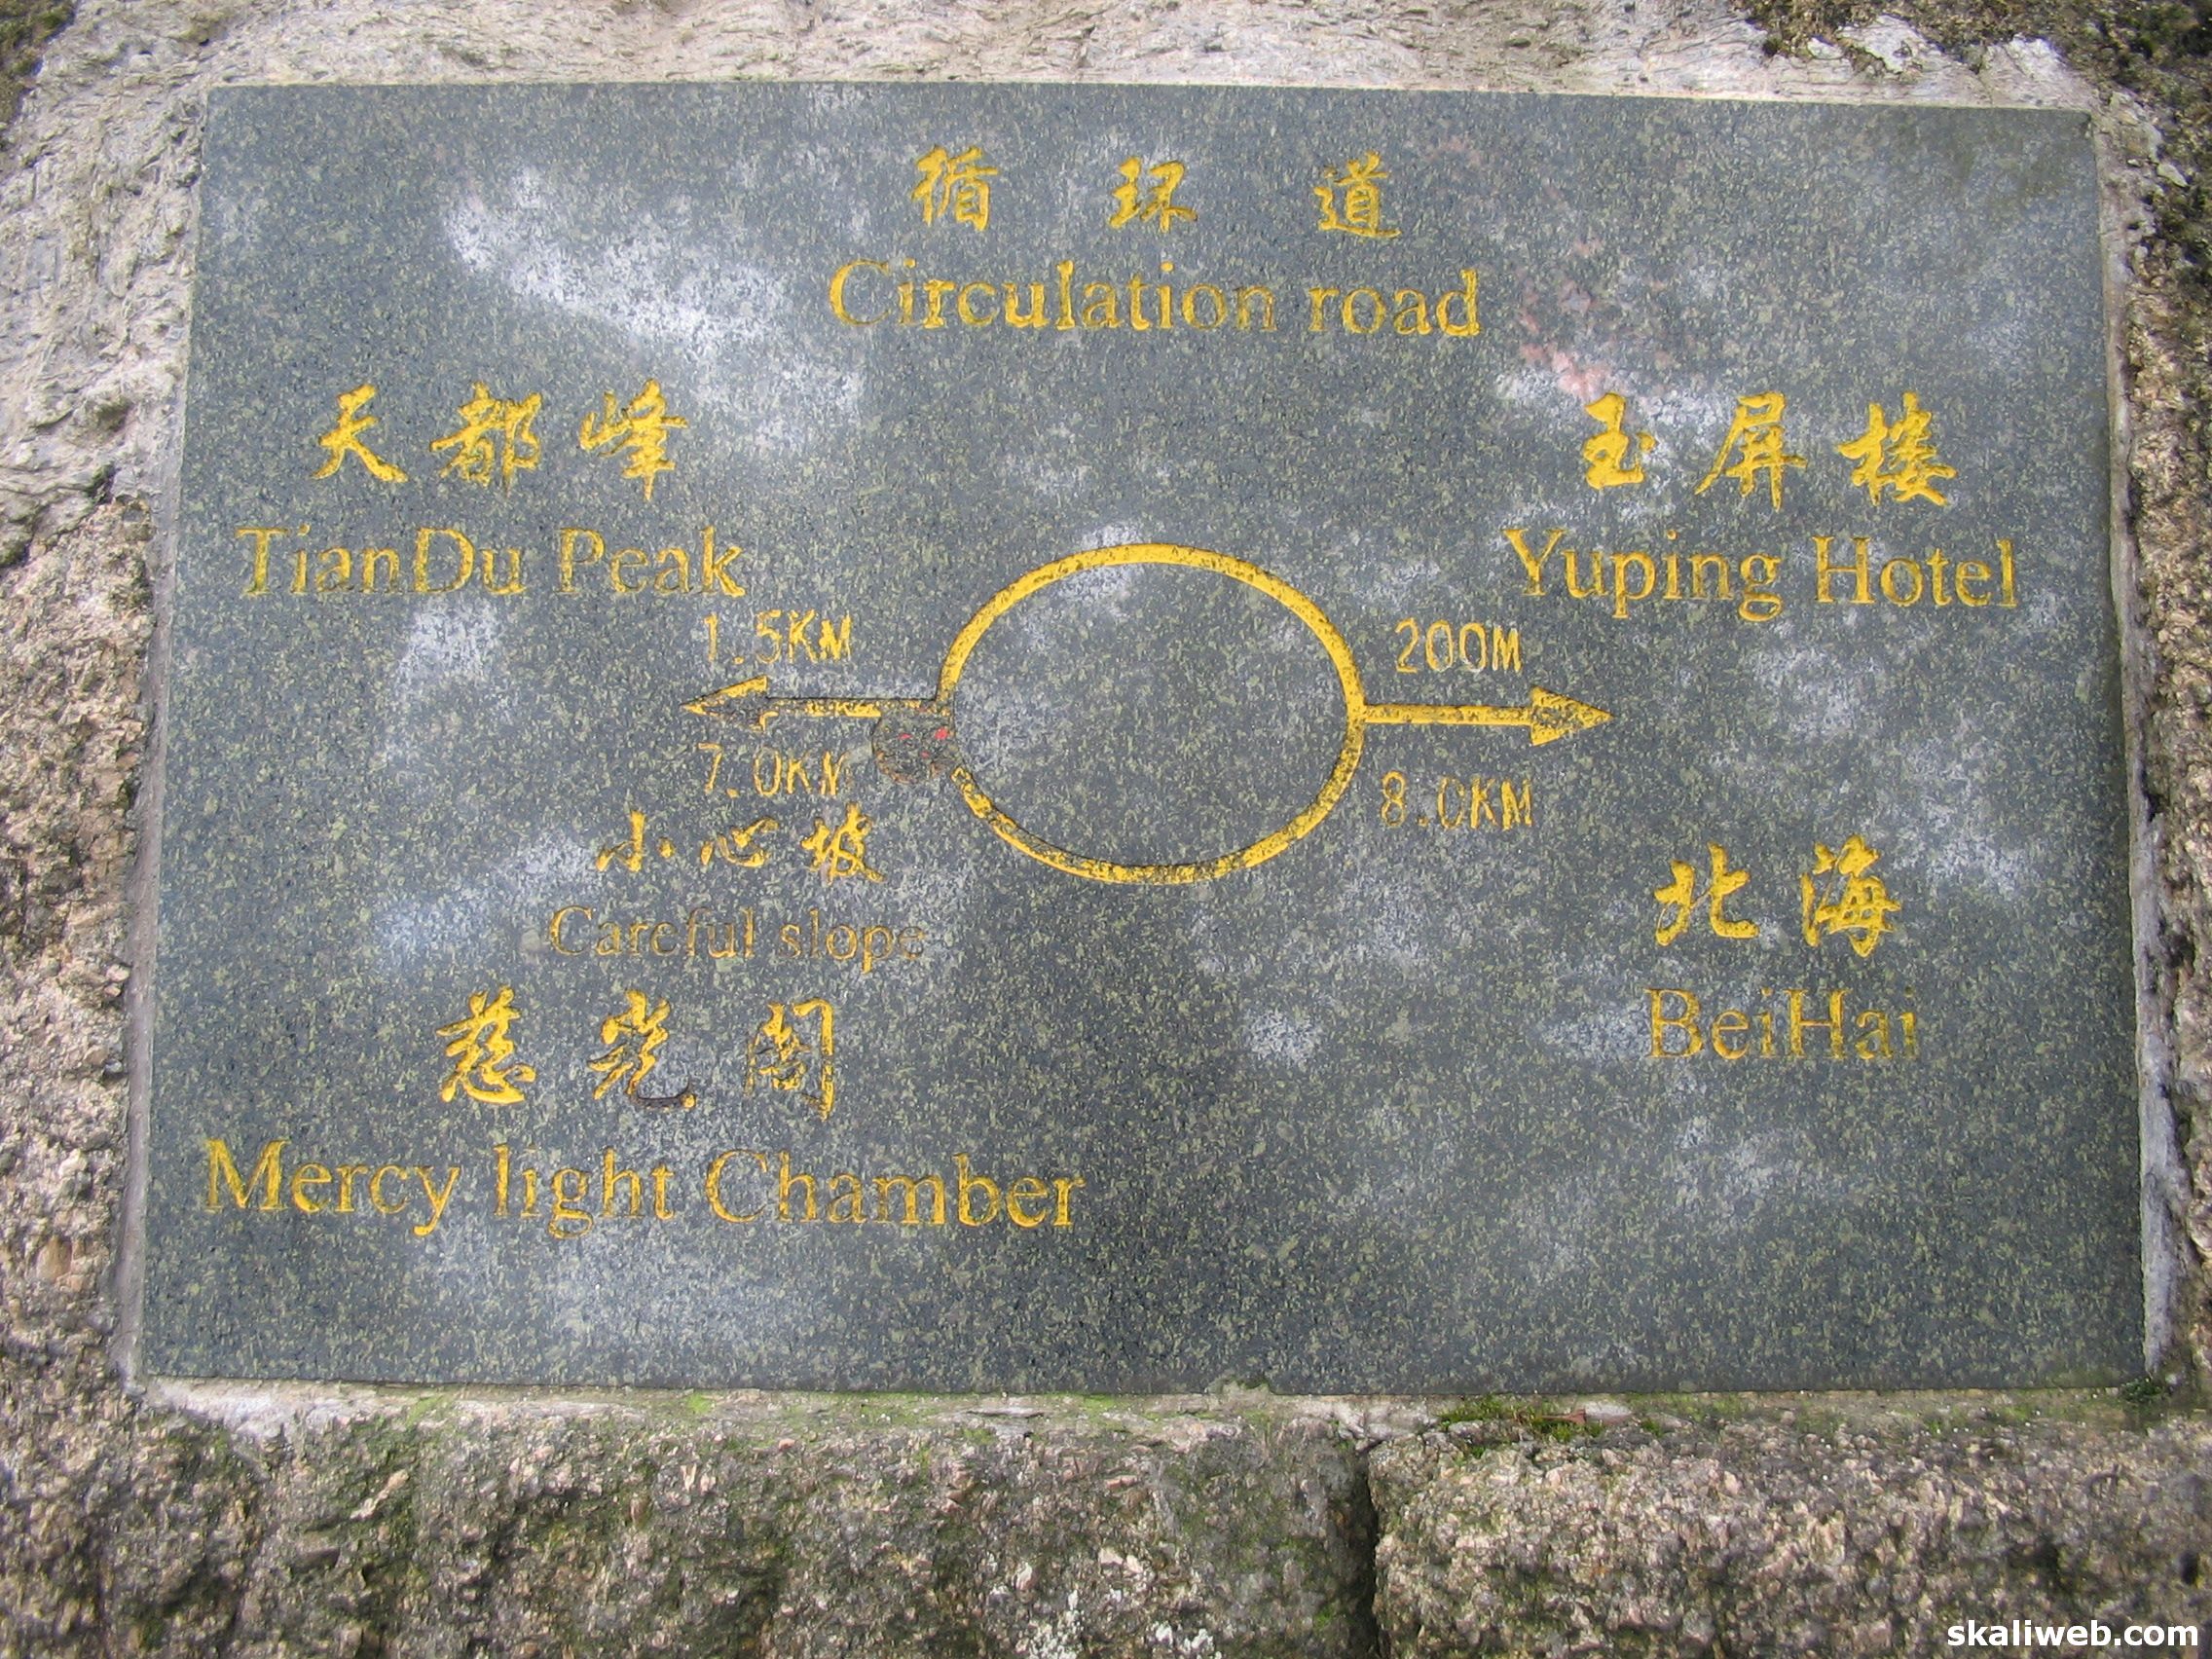 循环道
Circulation road
天都峰
TianDu Peak
玉屏楼
Yuping Hotel
1.5KM
200M
7.0KM
8.0KM
小心坡
Careful slope
北海
BeiHai
慈光阁
Mercy light Chamber
skaliweb.com